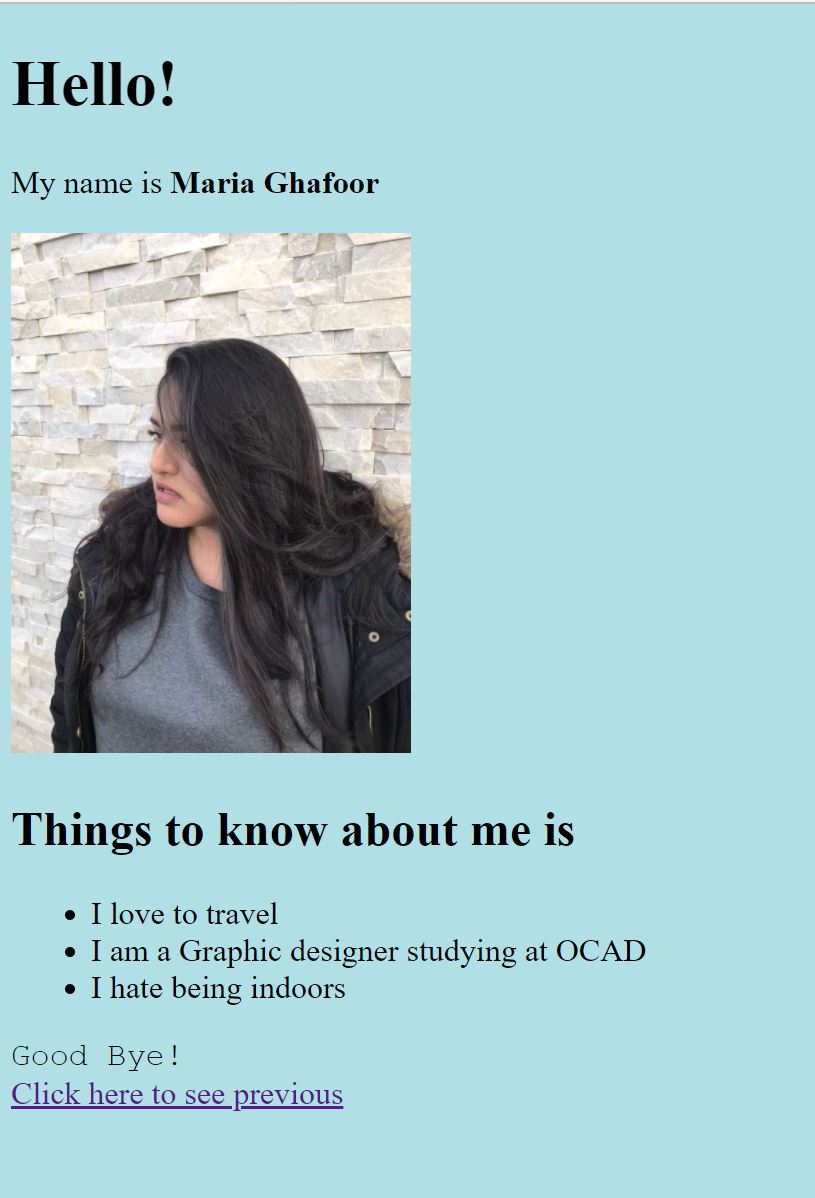 Hello!
My name is Maria Ghafoor
Things to know about me is
I love to travel
I am a Graphic designer studying at OCAD
I hate being indoors
Good Bye!
Click here to see previous